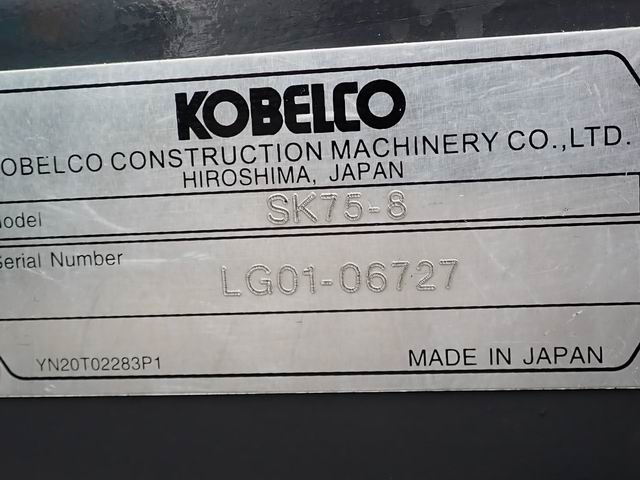 KOBELCO
OBELCO CONSTRUCTION MACHINERY CO.,LTD.
HIROSHIMA, JAPAN
odel SK75-8
erial Number LG01-06727
YN20T02283P1 MADE IN JAPAN